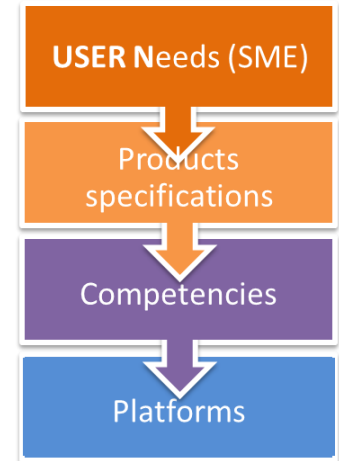 USER Needs (SME)
Products
specifications
Competencies
Platforms